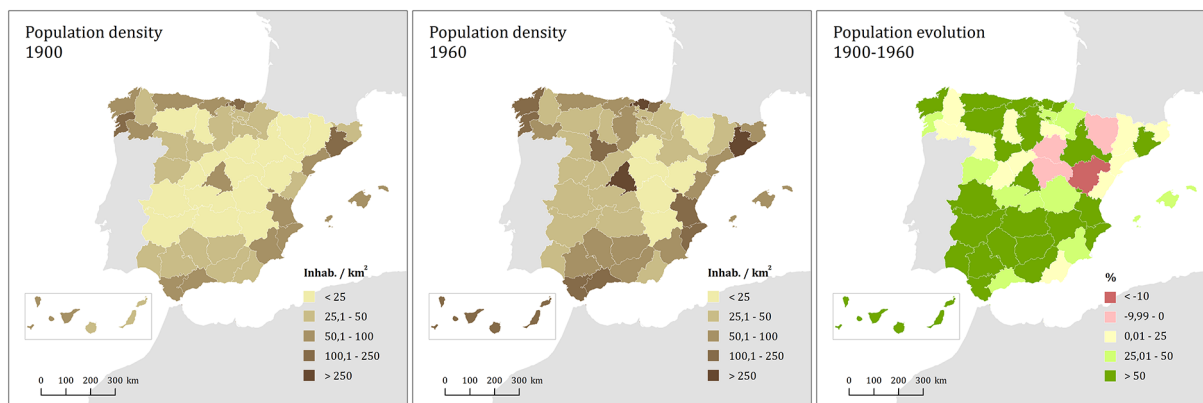 Population density
1900
Inhab. / km²
< 25
25,1 - 50
50,1 - 100
100,1 - 250
> 250
0 100 200 300 km
Population density
1960
Inhab. / km²
< 25
25,1 - 50
50,1 - 100
100,1 - 250
> 250
0 100 200 300 km
Population evolution
1900-1960
%
< -10
-9,99 - 0
0,01 - 25
25,01 - 50
> 50
0 100 200 300 km